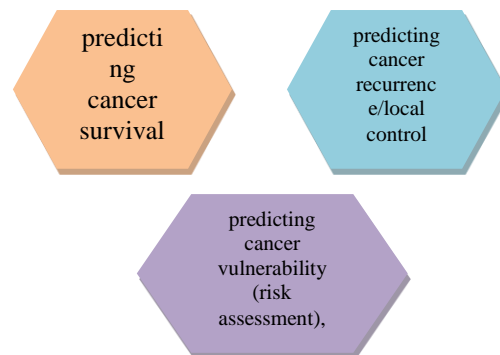 predicti
ng
cancer
survival
predicting
cancer
recurrenc
e/local
control
predicting
cancer
vulnerability
(risk
assessment),